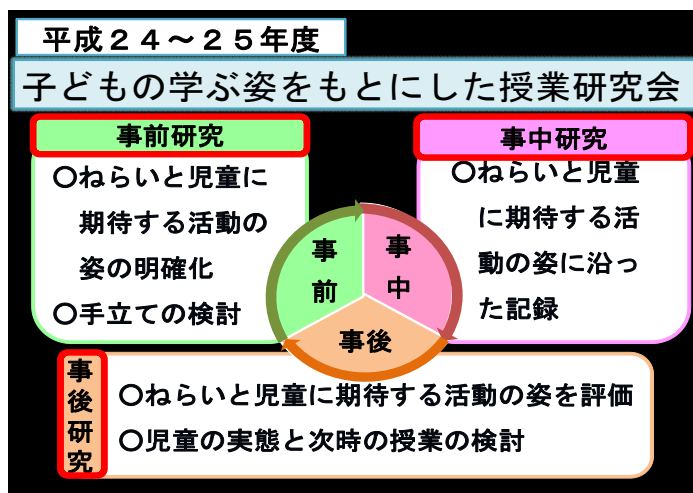 平成２４～２５年度
子どもの学ぶ姿をもとにした授業研究会
事前研究
○ねらいと児童に
期待する活動の
姿の明確化
○手立ての検討
事中研究
○ねらいと児童
に期待する活
動の姿に沿っ
た記録
事前
事中
事後
事後研究
○ねらいと児童に期待する活動の姿を評価
○児童の実態と次時の授業の検討